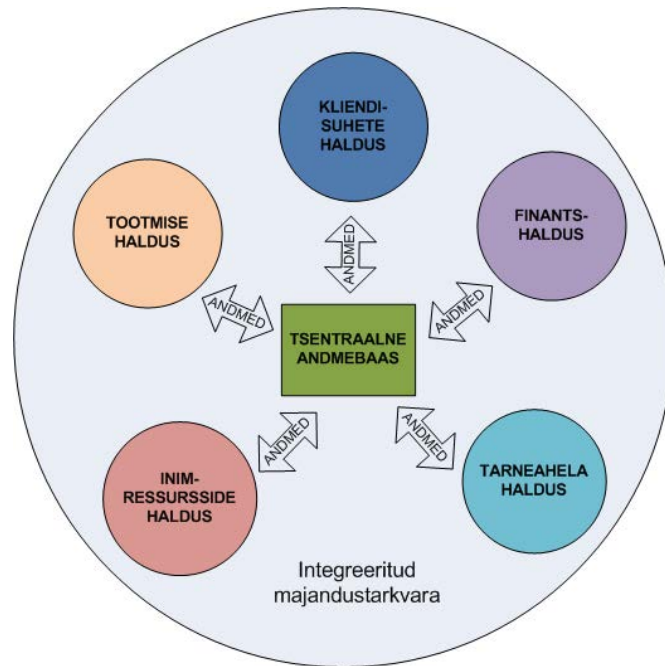 KLIENDI-
SUHETE
HALDUS
TOOTMISE
HALDUS
FINANTS-
HALDUS
ANDMED
ANDMED
ANDMED
TSENTRAALNE
ANDMEBAAS
ANDMED
ANDMED
INIM-
RESSURSSIDE
HALDUS
TARNEAHELA
HALDUS
Integreeritud
majandustarkvara